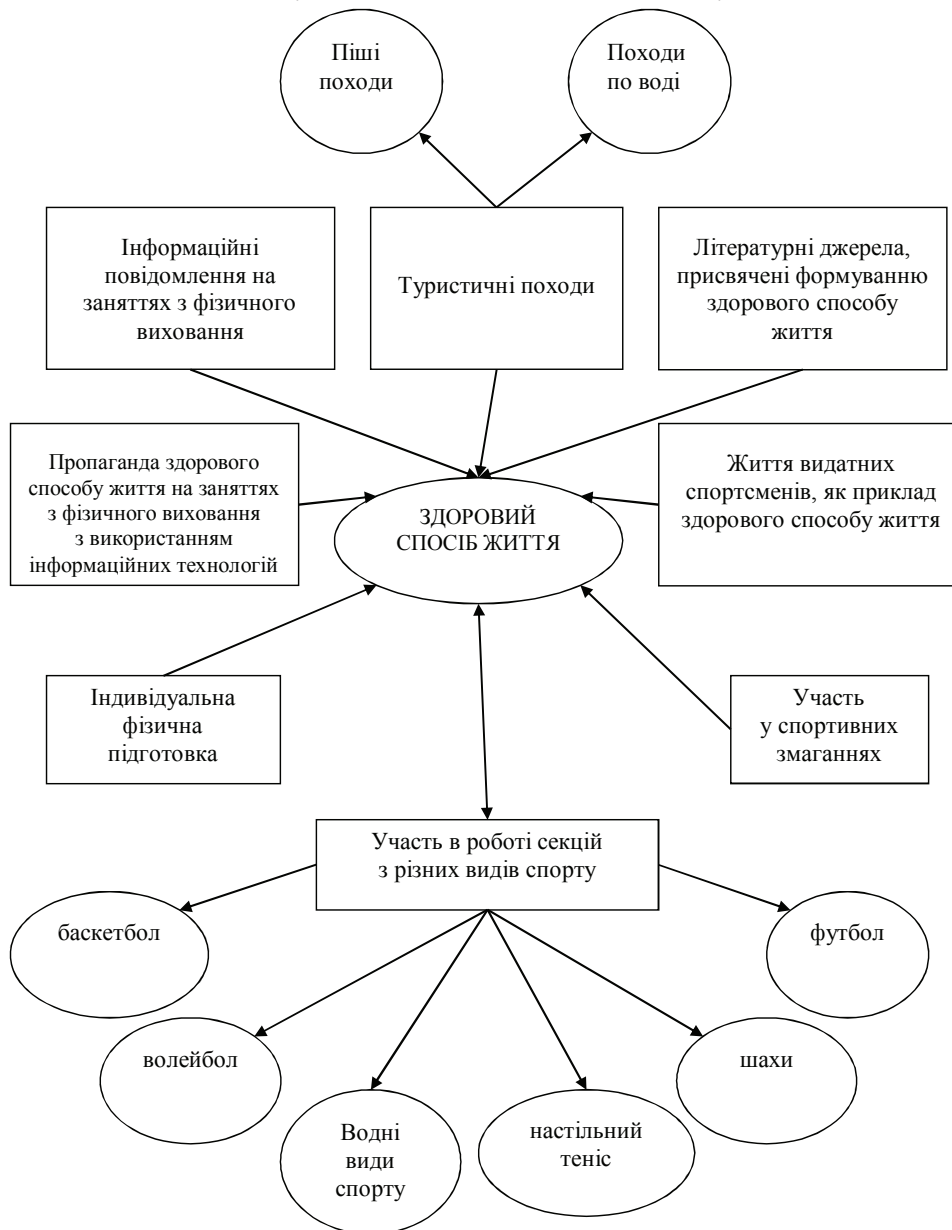 Піші
походи
Походи
по воді
Інформаційні
повідомлення на
заняттях з фізичного
виховання
Туристичні походи
Літературні джерела,
присвячені формуванню
здорового способу
життя
Пропаганда здорового
способу життя на заняттях
з фізичного виховання
з використанням
інформаційних технологій
ЗДОРОВИЙ
СПОСІБ ЖИТТЯ
Життя видатних
спортсменів, як приклад
здорового способу життя
Індивідуальна
фізична
підготовка
Участь
у спортивних
змаганнях
Участь в роботі секцій
з різних видів спорту
баскетбол
футбол
волейбол
шахи
Водні
види
спорту
настільний
теніс